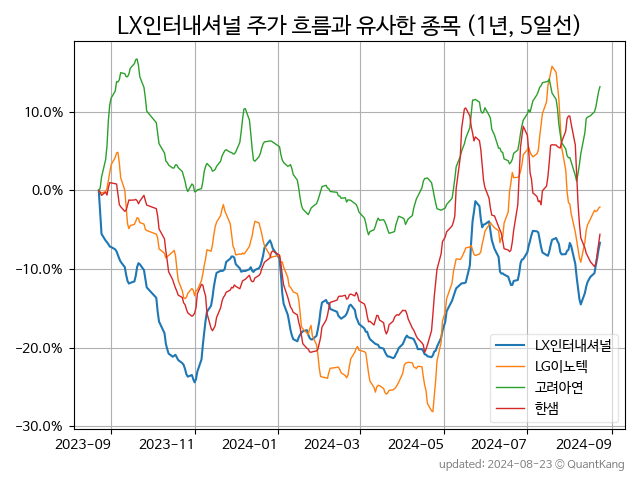 LX인터내셔널 주가 흐름과 유사한 종목 (1년, 5일선)
10.0%
0.0%
−10.0%
−20.0%
−30.0%
2023-09 2023-11 2024-01 2024-03 2024-05 2024-07 2024-09
LX인터내셔널
LG이노텍
고려아연
한샘
updated: 2024-08-23 © QuantKang